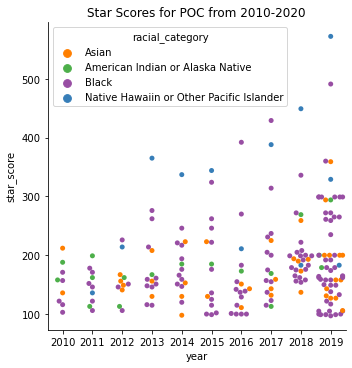 Star Scores for POC from 2010-2020
racial_category
Asian
American Indian or Alaska Native
Black
Native Hawaiin or Other Pacific Islander
500
400
300
200
100
star_score
2010 2011 2012 2013 2014 2015 2016 2017 2018 2019
year